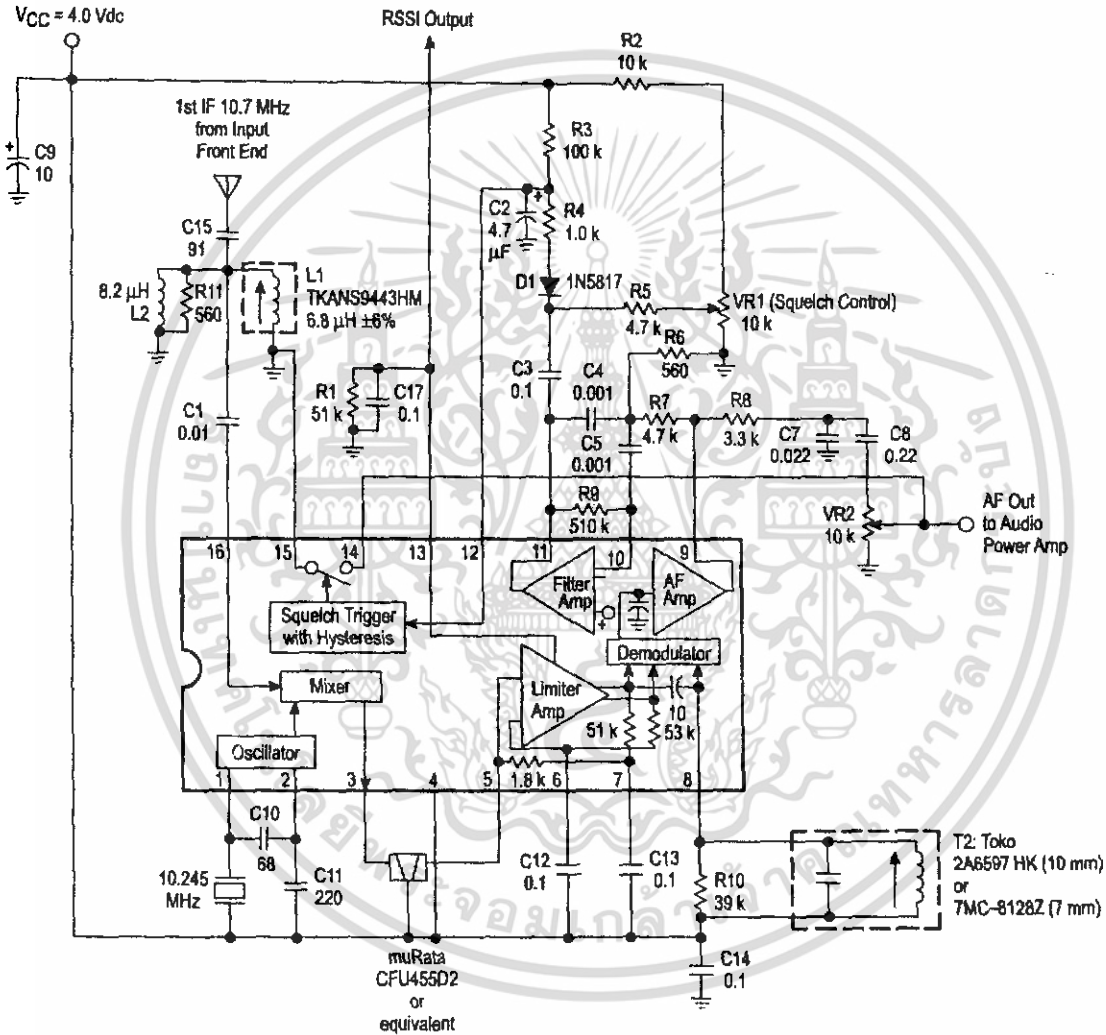 VCC = 4.0 Vdc
RSSI Output
R2
10 k
1st IF 10.7 MHz
from Input
Front End
C9
10
+
R3
100 k
C15
91
C2
4.7
µF
+
R4
1.0 k
D1
1N5817
8.2 µH
L2
R11
560
L1
TKANS9443HM
6.8 µH ±6%
R5
4.7 k
VR1 (Squelch Control)
10 k
R6
560
R1
51 k
C17
0.1
C3
0.1
C4
0.001
R7
4.7 k
R8
3.3 k
C1
0.01
C5
0.001
C7
0.022
C8
0.22
R9
510 k
VR2
10 k
AF Out
to Audio
Power Amp
16
15
14
13
12
11
10
9
Filter
Amp
+
AF
Amp
Squelch Trigger
with Hysteresis
Demodulator
Mixer
Limiter
Amp
10
51 k
53 k
Oscillator
1
2
3
4
5
1.8 k
6
7
8
C10
68
10.245
MHz
C11
220
C12
0.1
C13
0.1
R10
39 k
T2: Toko
2A6597 HK (10 mm)
or
7MC-8128Z (7 mm)
muRata
CFU455D2
or
equivalent
C14
0.1